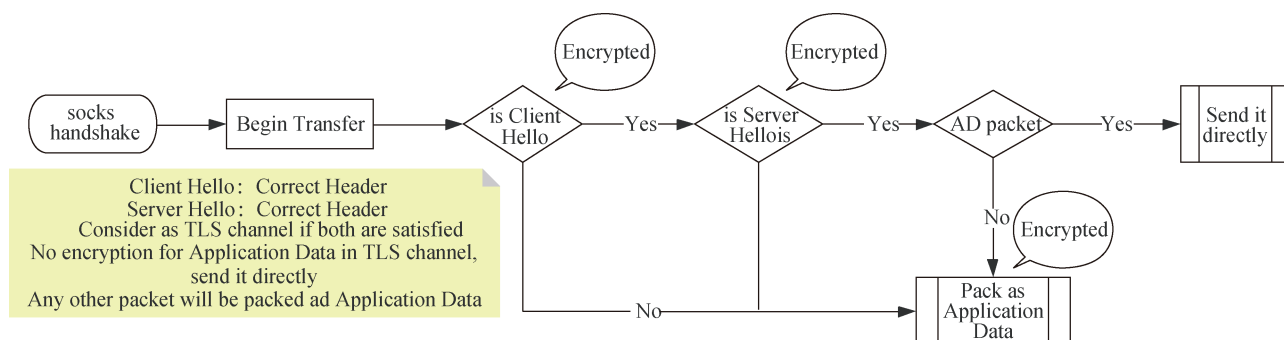 Encrypted
Encrypted
socks
handshake
Begin Transfer
is Client
Hello
Yes
is Server
Hellois
Yes
AD packet
Yes
Send it
directly
Client Hello: Correct Header
Server Hello: Correct Header
Consider as TLS channel if both are satisfied
No encryption for Application Data in TLS channel,
send it directly
Any other packet will be packed ad Application Data
No
Encrypted
No
Pack as
Application
Data